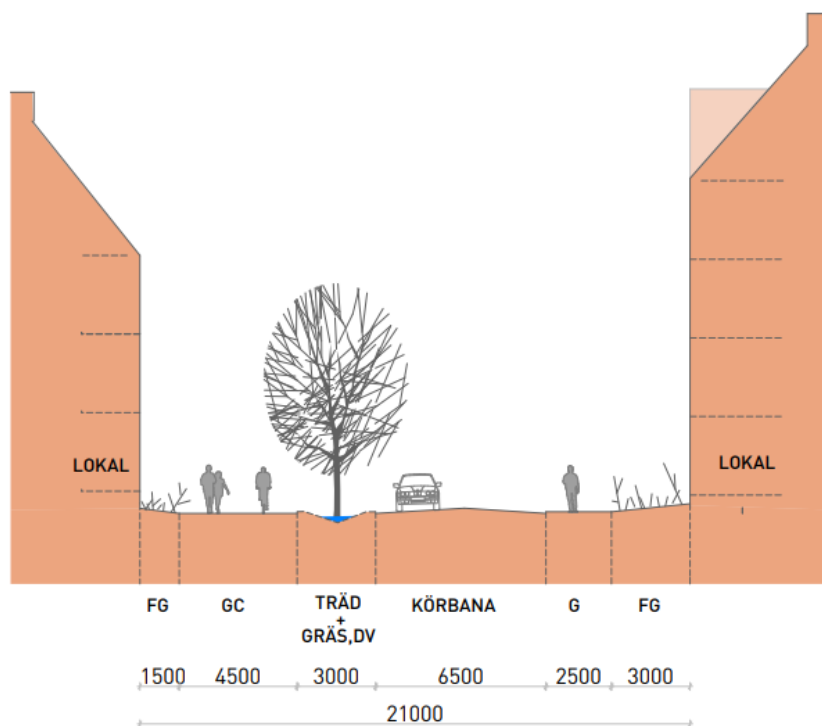 LOKAL
LOKAL
FG
GC
TRÄD
+
GRÄS,DV
KÖRBANA
G
FG
1500 4500 3000 6500 2500 3000
21000